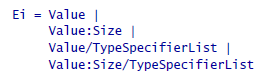 Ei = Value |
Value:Size |
Value/TypeSpecifierList |
Value:Size/TypeSpecifierList